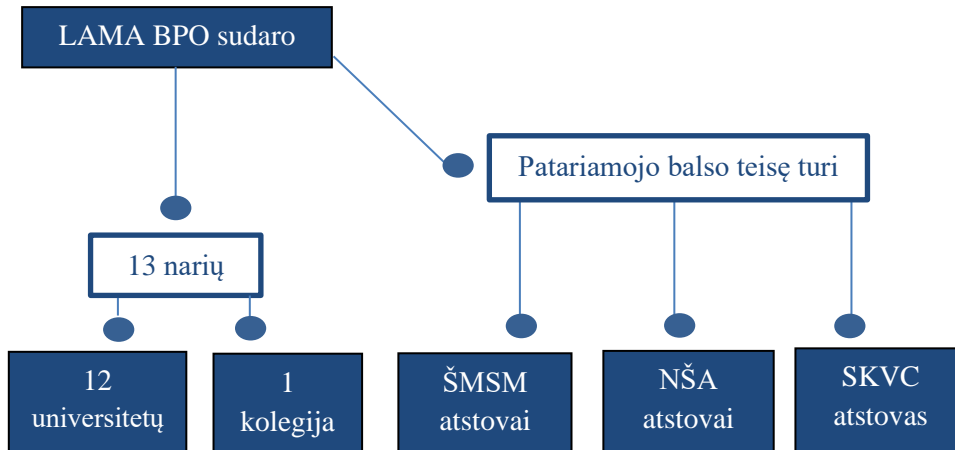 LAMA BPO sudaro
Patariamojo balso teisę turi
13 narių
12
universitetų
1
kolegija
ŠMSM
atstovai
NŠA
atstovai
SKVC
atstovas